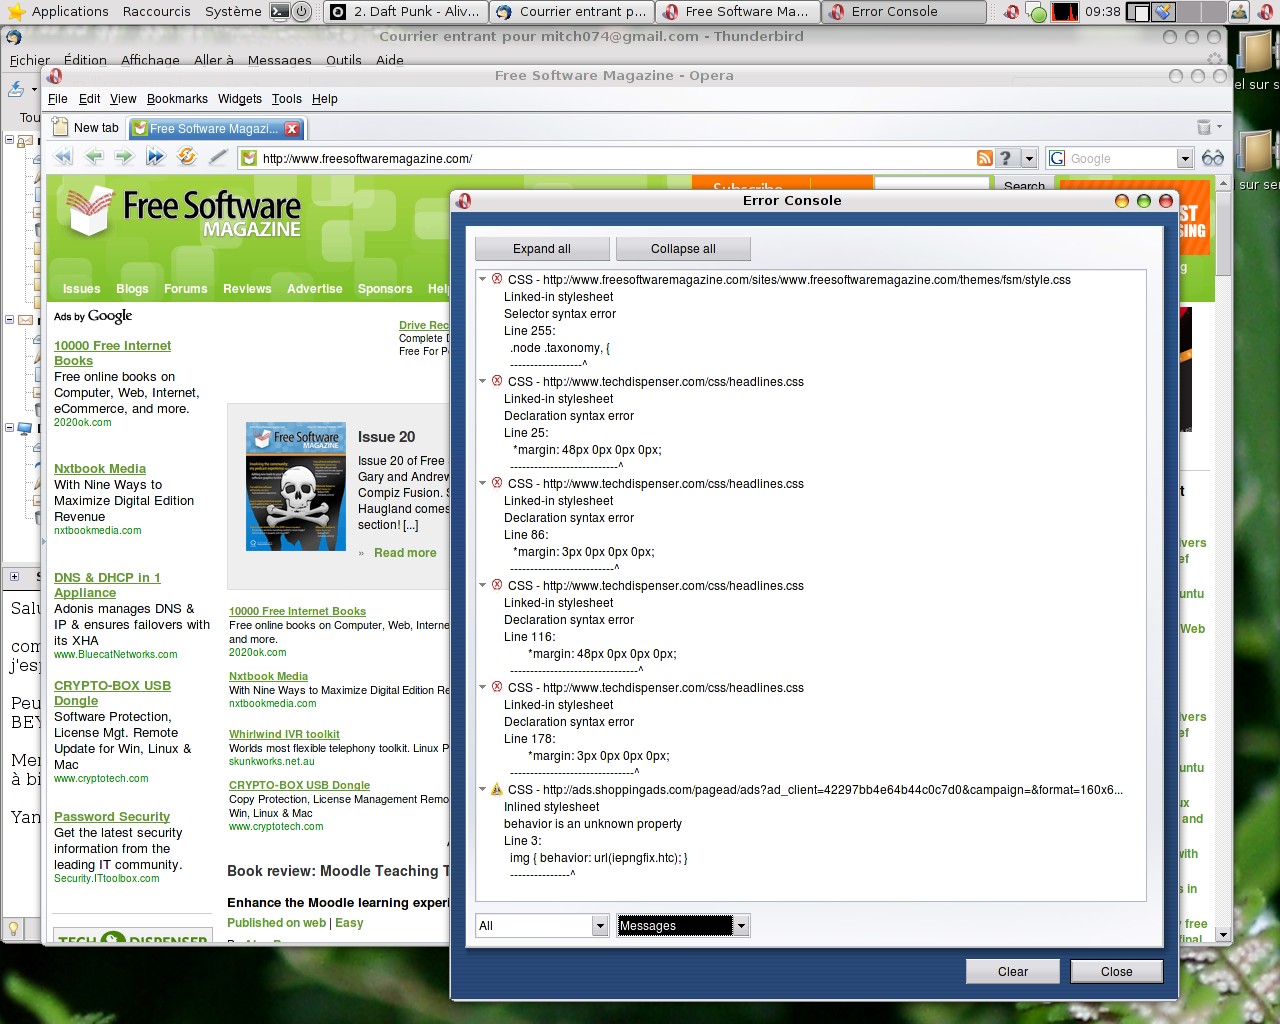 Applications Raccourcis Système
2. Daft Punk - Aliv...
Courrier entrant p...
Free Software Ma...
Error Console
09:38
Courrier entrant pour mitch074@gmail.com - Thunderbird
Fichier Édition Affichage Aller à Messages Outils Aide
Free Software Magazine - Opera
File Edit View Bookmarks Widgets Tools Help
New tab
Free Software Magazi...
http://www.freesoftwaremagazine.com/
Google
Free Software
MAGAZINE
Subscribe
Search
Issues Blogs Forums Reviews Advertise Sponsors
Ads by Google
10000 Free Internet
Books
Free online books on
Computer, Web, Internet,
eCommerce, and more.
2020ok.com
Nxtbook Media
With Nine Ways to
Maximize Digital Edition
Revenue
nxtbookmedia.com
DNS & DHCP in 1
Appliance
Adonis manages DNS &
IP & ensures failovers with
its XHA
www.BluecatNetworks.com
CRYPTO-BOX USB
Dongle
Software Protection,
License Mgt. Remote
Update for Win, Linux &
Mac
www.cryptotech.com
Password Security
Get the latest security
information from the
leading IT community.
Security.ITtoolbox.com
TECH DISPENSER
Drive Rec
Complete D
Free For P
Free Software
Issue 20
Issue 20 of Free
Gary and Andrew
Compiz Fusion. S
Haugland comes
section! [...]
» Read more
10000 Free Internet Books
Free online books on Computer, Web, Interne
and more.
2020ok.com
Nxtbook Media
With Nine Ways to Maximize Digital Edition Re
nxtbookmedia.com
Whirlwind IVR toolkit
Worlds most flexible telephony toolkit. Linux P
skunkworks.net.au
CRYPTO-BOX USB Dongle
Copy Protection, License Management Remo
Win, Linux & Mac
www.cryptotech.com
Book review: Moodle Teaching T
Enhance the Moodle learning experi
Published on web | Easy
Error Console
Expand all Collapse all
CSS - http://www.freesoftwaremagazine.com/sites/www.freesoftwaremagazine.com/themes/fsm/style.css
Linked-in stylesheet
Selector syntax error
Line 255:
.node .taxonomy, {
------------------^
CSS - http://www.techdispenser.com/css/headlines.css
Linked-in stylesheet
Declaration syntax error
Line 25:
*margin: 48px 0px 0px 0px;
---------------------------^
CSS - http://www.techdispenser.com/css/headlines.css
Linked-in stylesheet
Declaration syntax error
Line 86:
*margin: 3px 0px 0px 0px;
--------------------------^
CSS - http://www.techdispenser.com/css/headlines.css
Linked-in stylesheet
Declaration syntax error
Line 116:
*margin: 48px 0px 0px 0px;
--------------------------------^
CSS - http://www.techdispenser.com/css/headlines.css
Linked-in stylesheet
Declaration syntax error
Line 178:
*margin: 3px 0px 0px 0px;
-------------------------------^
CSS - http://ads.shoppingads.com/pagead/ads?ad_client=42297bb4e64b44c0c7d0&campaign=&format=160x6...
Inlined stylesheet
behavior is an unknown property
Line 3:
img { behavior: url(iepngfix.htc); }
---------------^
All
Messages
Clear Close